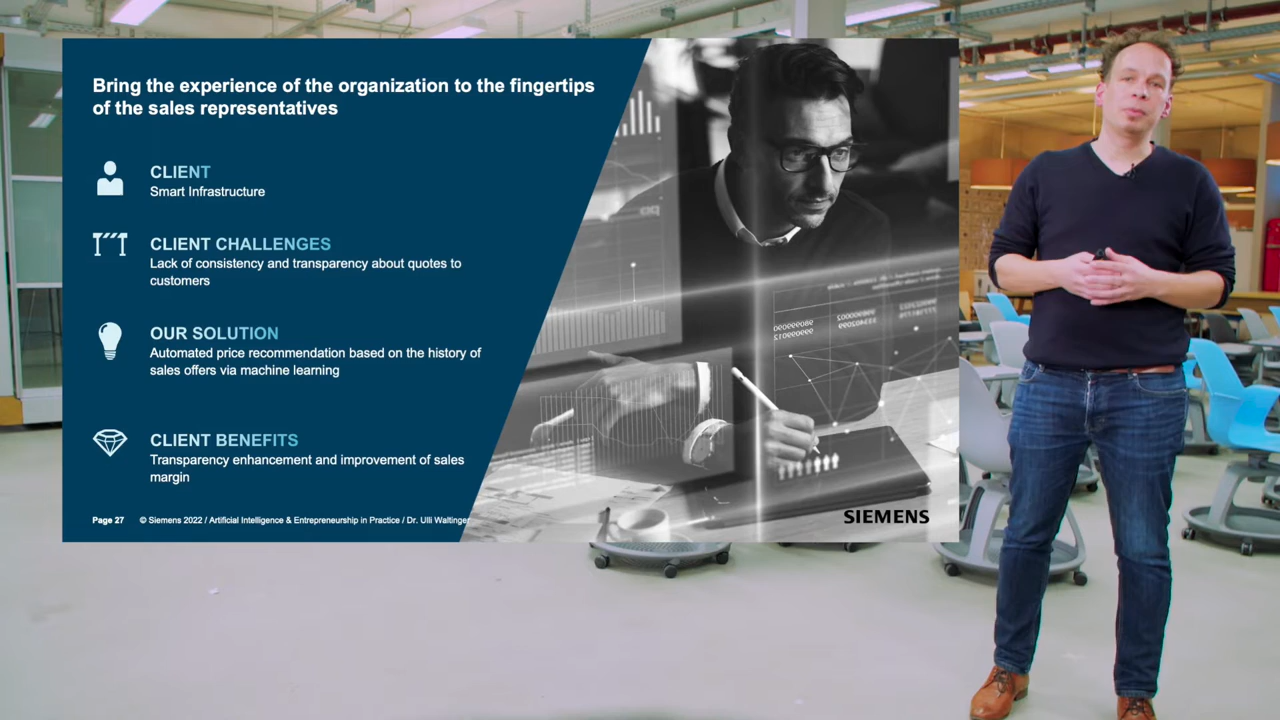 Bring the experience of the organization to the fingertips
of the sales representatives
CLIENT
Smart Infrastructure
CLIENT CHALLENGES
Lack of consistency and transparency about quotes to
customers
OUR SOLUTION
Automated price recommendation based on the history of
sales offers via machine learning
CLIENT BENEFITS
Transparency enhancement and improvement of sales
margin
Page 27 © Siemens 2022 / Artificial Intelligence & Entrepreneurship in Practice / Dr. Ulli Waltinger
SIEMENS